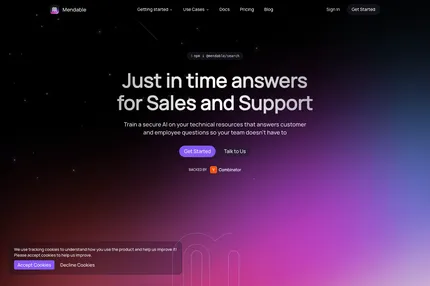 Mendable
Getting started
Use Cases
Docs
Pricing
Blog
Sign In
Get Started
npm i @mendable/search
Just in time answers
for Sales and Support
Train a secure AI on your technical resources that answers customer
and employee questions so your team doesn't have to
Get Started
Talk to Us
BACKED BY
Combinator
We use tracking cookies to understand how you use the product and help us improve it!
Please accept cookies to help us improve.
Accept Cookies
Decline Cookies